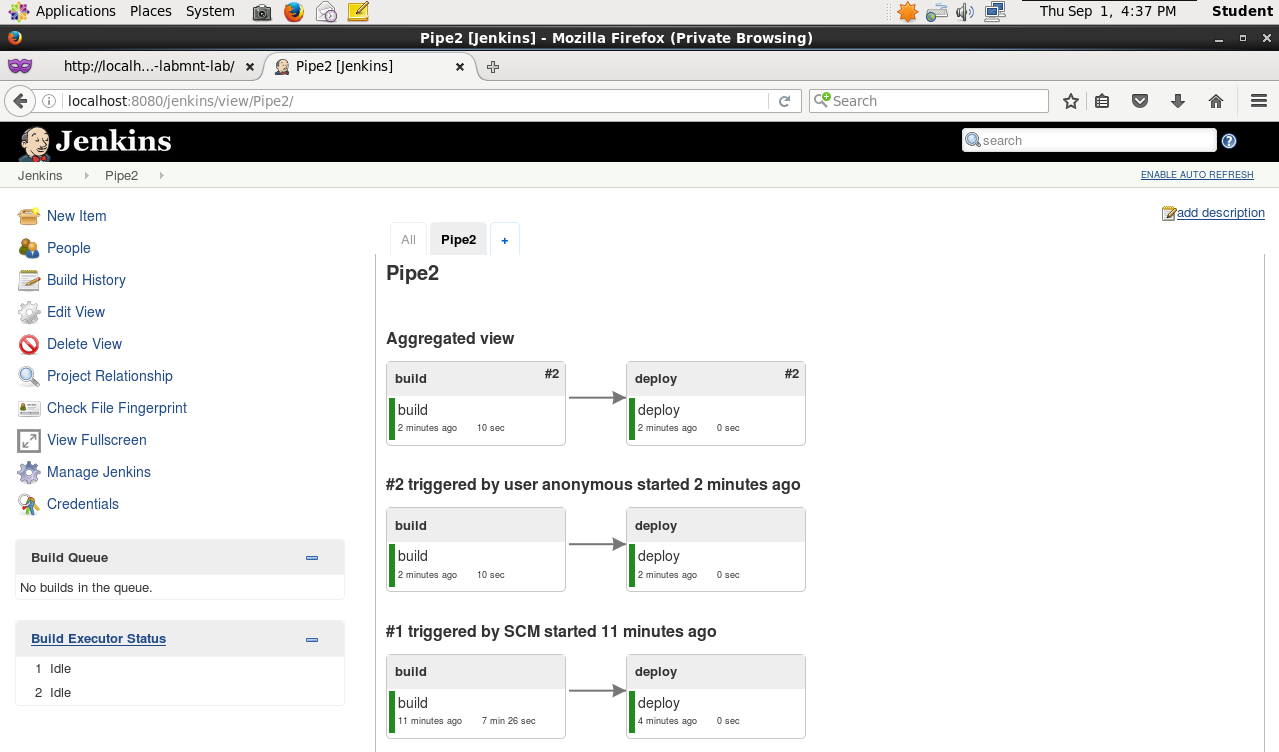 Applications Places System Thu Sep 1, 4:37 PM Student
Pipe2 [Jenkins] - Mozilla Firefox (Private Browsing)
http://localh…-labmnt-lab/ Pipe2 [Jenkins]
localhost:8080/jenkins/view/Pipe2/ Search
Jenkins search
Jenkins Pipe2 ENABLE AUTO REFRESH
add description
New Item
People
Build History
Edit View
Delete View
Project Relationship
Check File Fingerprint
View Fullscreen
Manage Jenkins
Credentials
Build Queue
No builds in the queue.
Build Executor Status
1 Idle
2 Idle
All Pipe2 +
Pipe2
Aggregated view
build #2 deploy #2
build deploy
2 minutes ago 10 sec 2 minutes ago 0 sec
#2 triggered by user anonymous started 2 minutes ago
build deploy
build deploy
2 minutes ago 10 sec 2 minutes ago 0 sec
#1 triggered by SCM started 11 minutes ago
build deploy
build deploy
11 minutes ago 7 min 26 sec 4 minutes ago 0 sec